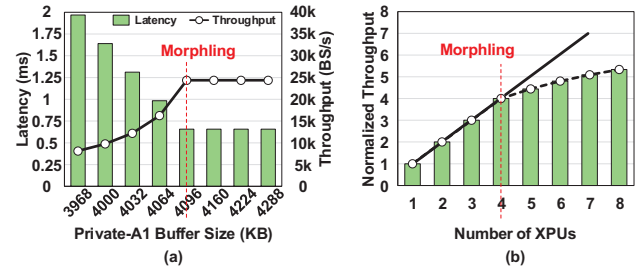 Latency Throughput
Morphling
Latency (ms)
2
1.75
1.5
1.25
1
0.75
0.5
0.25
0
40k
35k
30k
25k
20k
15k
10k
5k
0
Throughput (BS/s)
3968 4000 4032 4064 4096 4160 4224 4288
Private-A1 Buffer Size (KB)
(a)
Morphling
Normalized Throughput
8
7
6
5
4
3
2
1
0
1 2 3 4 5 6 7 8
Number of XPUs
(b)